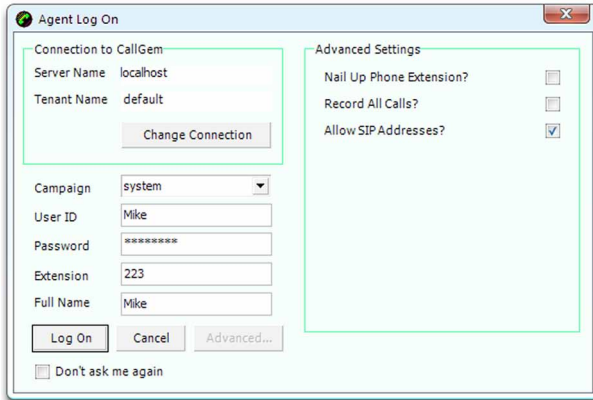 Agent Log On
Connection to CallGem
Server Name localhost
Tenant Name default
Change Connection
Campaign system
User ID Mike
Password ********
Extension 223
Full Name Mike
Log On Cancel Advanced...
Don't ask me again
Advanced Settings
Nail Up Phone Extension?
Record All Calls?
Allow SIP Addresses?